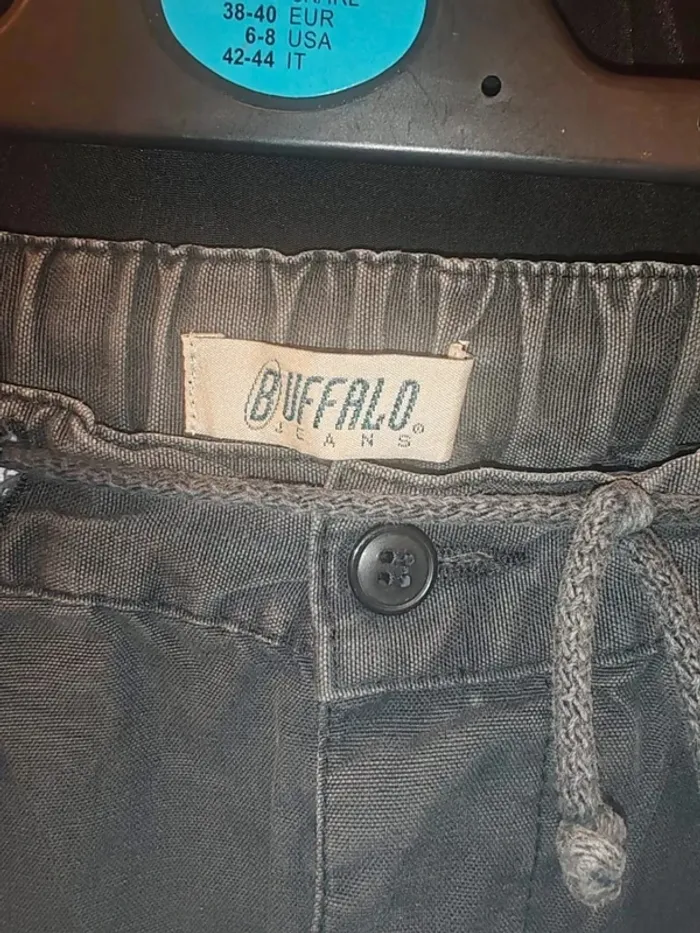 38-40 EUR
6-8 USA
42-44 IT
BUFFALO
JEANS®